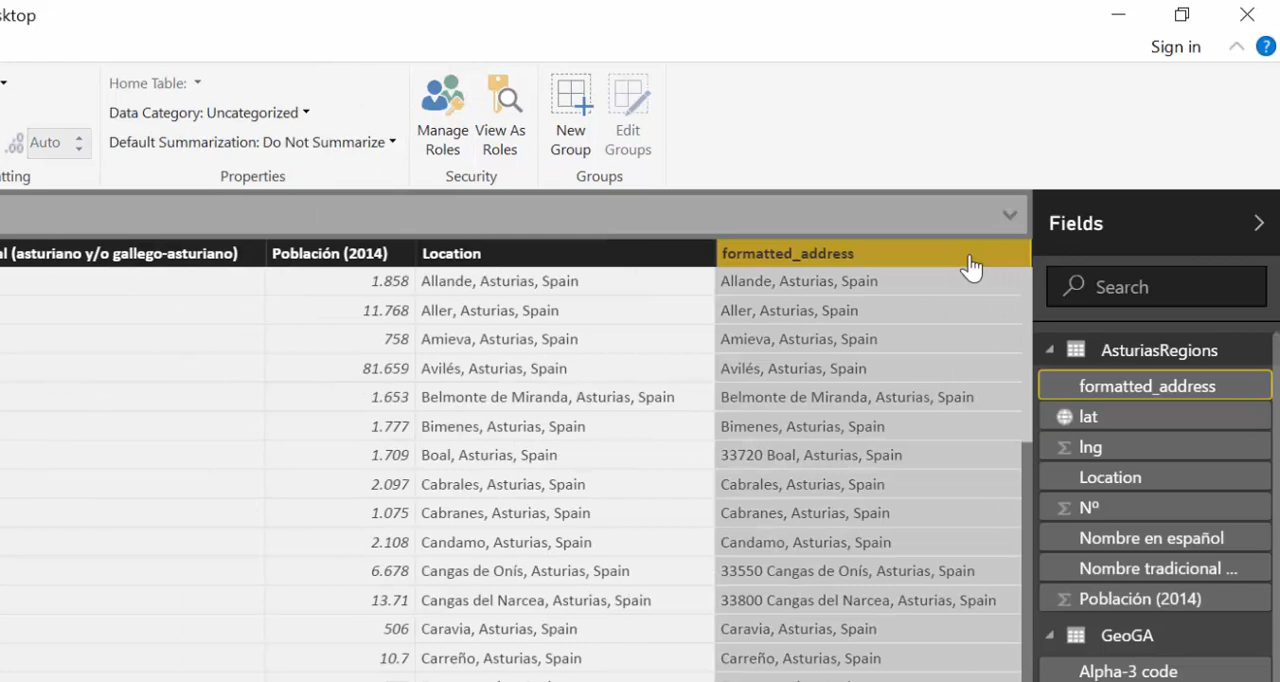 sktop
Sign in
?
Home Table:
Data Category: Uncategorized
Default Summarization: Do Not Summarize
Auto
Manage Roles
View As Roles
New Group
Edit Groups
tting
Properties
Security
Groups
l (asturiano y/o gallego-asturiano) Población (2014) Location formatted_address
1.858 Allande, Asturias, Spain Allande, Asturias, Spain
11.768 Aller, Asturias, Spain Aller, Asturias, Spain
758 Amieva, Asturias, Spain Amieva, Asturias, Spain
81.659 Avilés, Asturias, Spain Avilés, Asturias, Spain
1.653 Belmonte de Miranda, Asturias, Spain Belmonte de Miranda, Asturias, Spain
1.777 Bimenes, Asturias, Spain Bimenes, Asturias, Spain
1.709 Boal, Asturias, Spain 33720 Boal, Asturias, Spain
2.097 Cabrales, Asturias, Spain Cabrales, Asturias, Spain
1.075 Cabranes, Asturias, Spain Cabranes, Asturias, Spain
2.108 Candamo, Asturias, Spain Candamo, Asturias, Spain
6.678 Cangas de Onís, Asturias, Spain 33550 Cangas de Onís, Asturias, Spain
13.71 Cangas del Narcea, Asturias, Spain 33800 Cangas del Narcea, Asturias, Spain
506 Caravia, Asturias, Spain Caravia, Asturias, Spain
10.7 Carreño, Asturias, Spain Carreño, Asturias, Spain
Fields
Search
AsturiasRegions
formatted_address
lat
Σ lng
Location
Σ Nº
Nombre en español
Nombre tradicional ...
Σ Población (2014)
GeoGA
Alpha-3 code